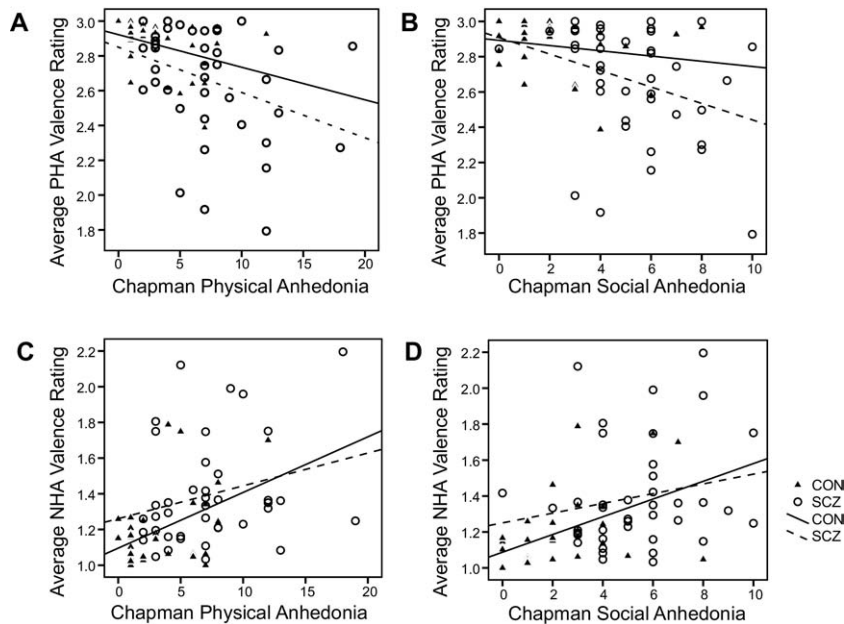 A
Average PHA Valence Rating
3.0
2.8
2.6
2.4
2.2
2.0
1.8
0 5 10 15 20
Chapman Physical Anhedonia
B
Average PHA Valence Rating
3.0
2.8
2.6
2.4
2.2
2.0
1.8
0 2 4 6 8 10
Chapman Social Anhedonia
C
Average NHA Valence Rating
2.2
2.0
1.8
1.6
1.4
1.2
1.0
0 5 10 15 20
Chapman Physical Anhedonia
D
Average NHA Valence Rating
2.2
2.0
1.8
1.6
1.4
1.2
1.0
0 2 4 6 8 10
Chapman Social Anhedonia
CON
SCZ
CON
SCZ